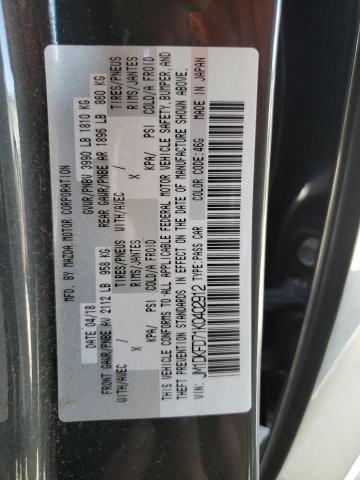 MFD. BY MAZDA MOTOR CORPORATION
DATE 04/18 GVWR/PNBV 3990 LB 1810 KG
FRONT GAWR/PNBE AV 2112 LB 958 KG REAR GAWR/PNBE AR 1896 LB 860 KG
WITH/AVEC TIRES/PNEUS WITH/AVEC TIRES/PNEUS
X RIMS/JANTES X RIMS/JANTES
KPA/ PSI COLD/A FROID KPA/ PSI COLD/A FROID
THIS VEHICLE CONFORMS TO ALL APPLICABLE FEDERAL MOTOR VEHICLE SAFETY,BUMPER,AND
THEFT PREVENTION STANDARDS IN EFFECT ON THE DATE OF MANUFACTURE SHOWN ABOVE.
VIN: JM1DKFD71K0402912 TYPE:PASS CAR COLOR CODE:46G MADE IN JAPAN